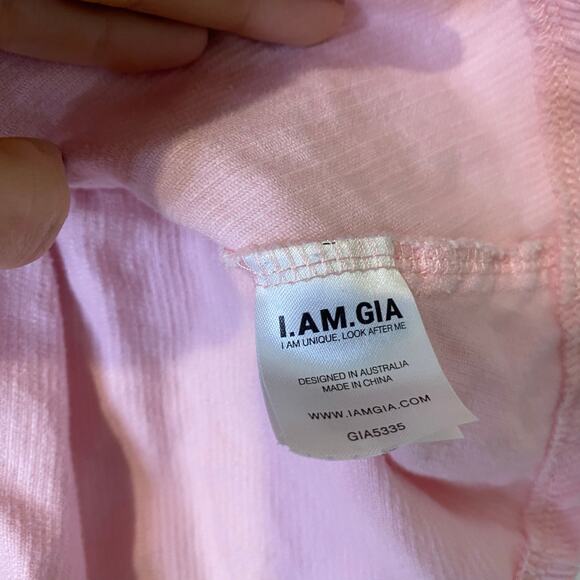 I.AM.GIA
I AM UNIQUE, LOOK AFTER ME
DESIGNED IN AUSTRALIA
MADE IN CHINA
WWW.IAMGIA.COM
GIA5335